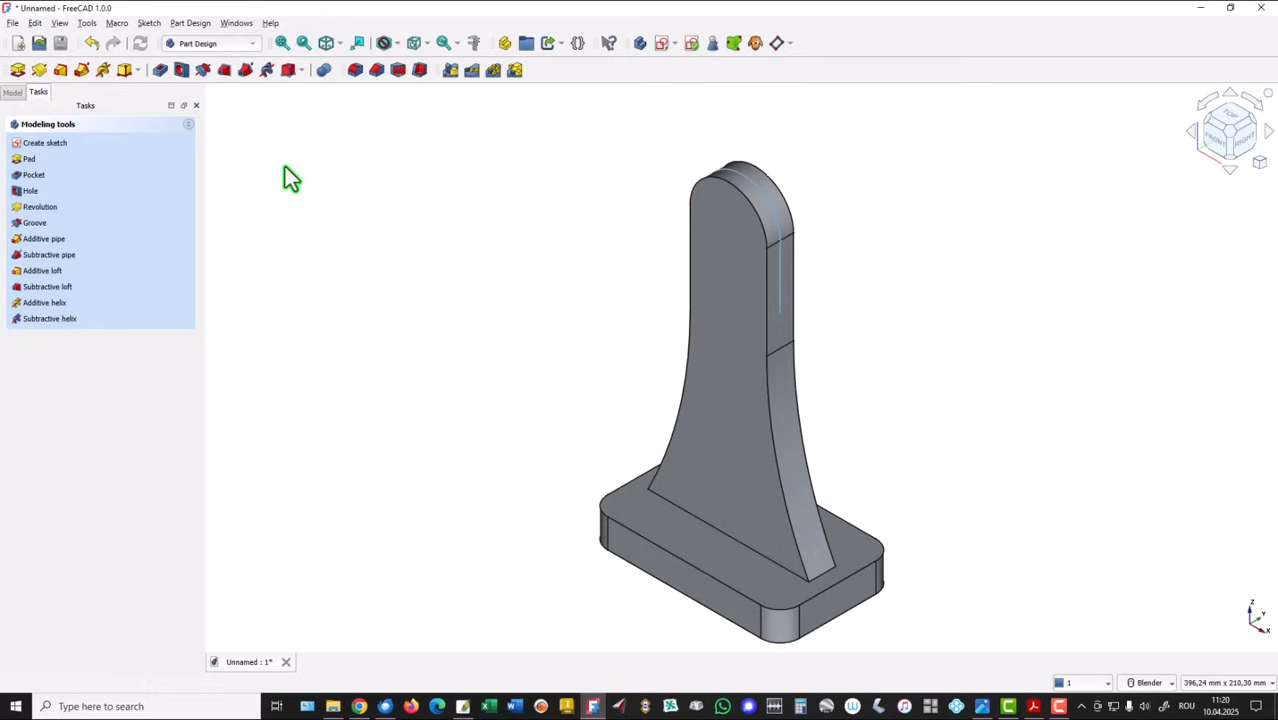 * Unnamed - FreeCAD 1.0.0
File Edit View Tools Macro Sketch Part Design Windows Help
Part Design
Model Tasks
Tasks
Modeling tools
Create sketch
Pad
Pocket
Hole
Revolution
Groove
Additive pipe
Subtractive pipe
Additive loft
Subtractive loft
Additive helix
Subtractive helix
TOP
FRONT
RIGHT
Z
Y
X
Unnamed : 1*
1
Blender
396,24 mm x 210,30 mm
Type here to search
ROU
11:20
10.04.2025